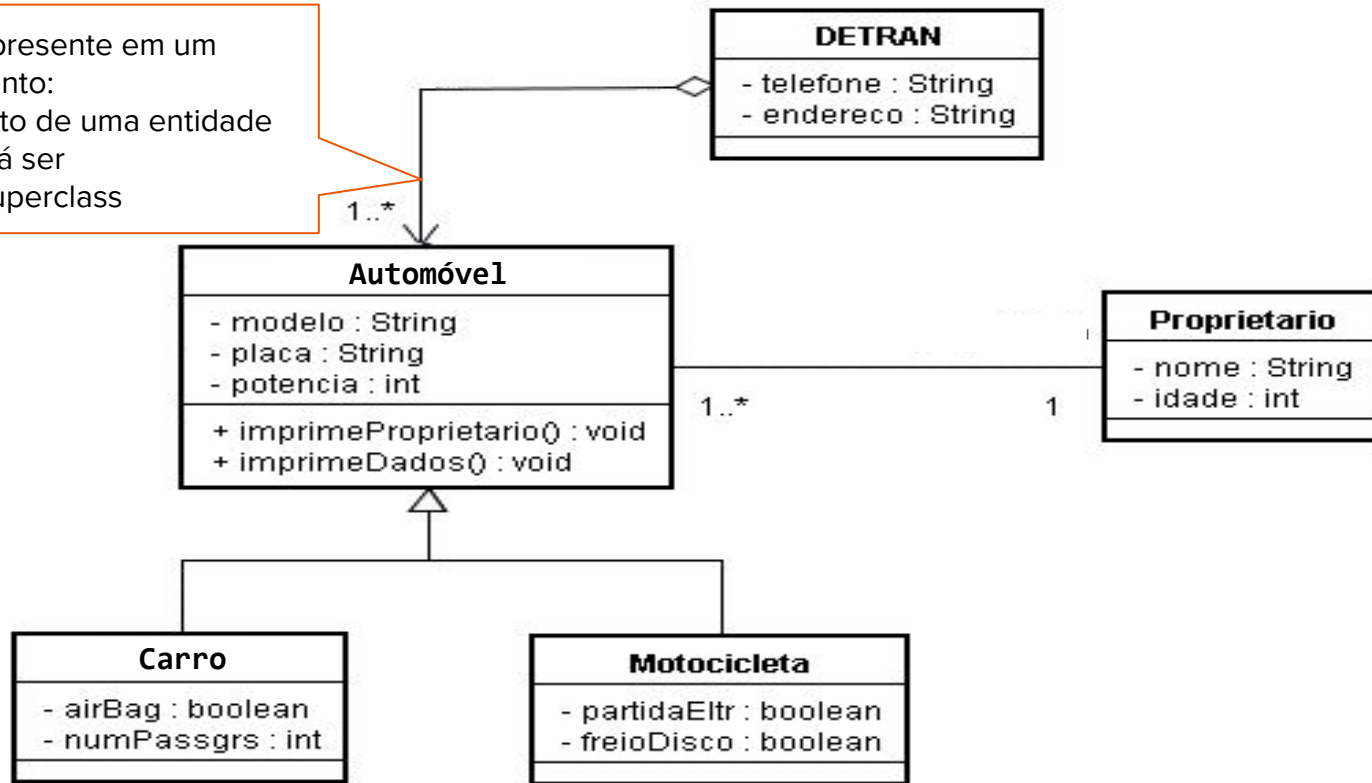 presente em um
nto:
to de uma entidade
á ser
uperclass
DETRAN
- telefone : String
- endereco : String
1..*
Automóvel
- modelo : String
- placa : String
- potencia : int
+ imprimeProprietario() : void
+ imprimeDados() : void
1..*
1
Proprietario
- nome : String
- idade : int
Carro
- airBag : boolean
- numPassgrs : int
Motocicleta
- partidaEltr : boolean
- freioDisco : boolean